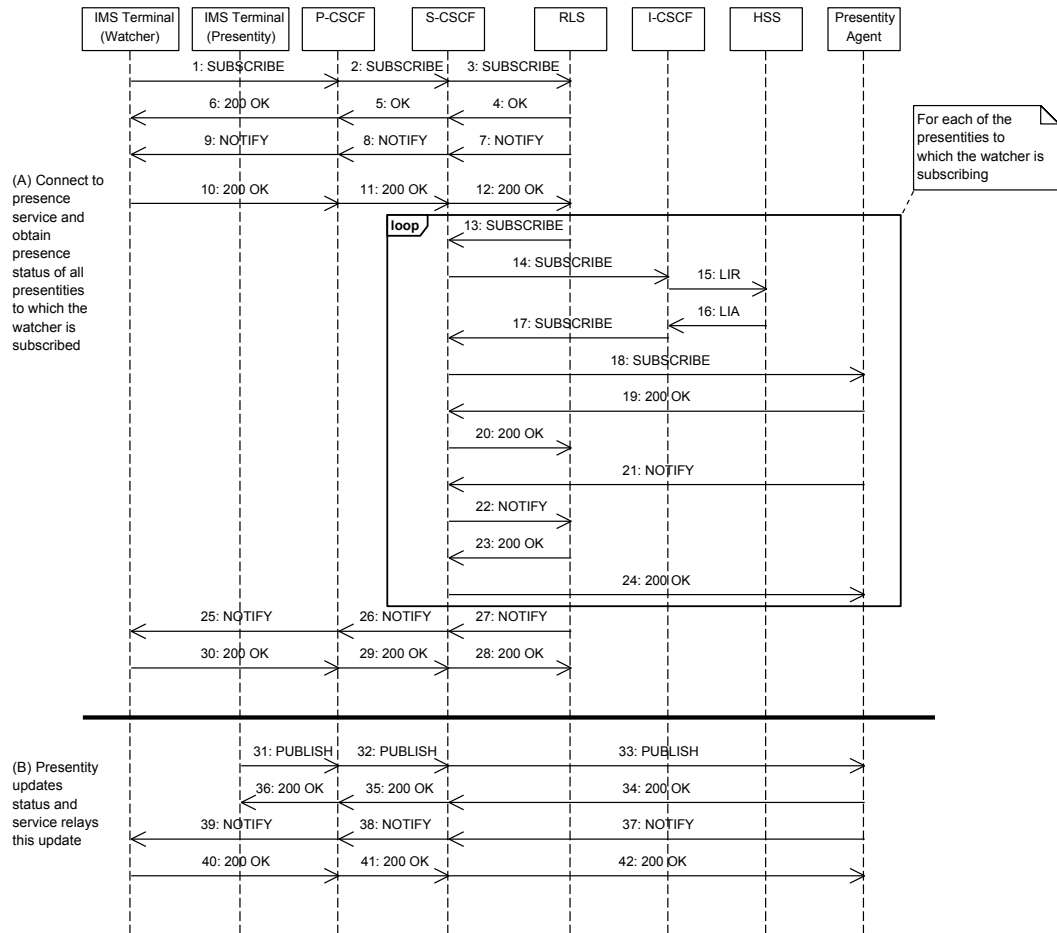 IMS Terminal
(Watcher)
IMS Terminal
(Presentity)
P-CSCF
S-CSCF
RLS
I-CSCF
HSS
Presentity
Agent
1: SUBSCRIBE
2: SUBSCRIBE
3: SUBSCRIBE
6: 200 OK
5: OK
4: OK
9: NOTIFY
8: NOTIFY
7: NOTIFY
For each of the
presentities to
which the watcher is
subscribing
(A) Connect to
presence
service and
obtain
presence
status of all
presentities
to which the
watcher is
subscribed
10: 200 OK
11: 200 OK
12: 200 OK
loop
13: SUBSCRIBE
14: SUBSCRIBE
15: LIR
16: LIA
17: SUBSCRIBE
18: SUBSCRIBE
19: 200 OK
20: 200 OK
21: NOTIFY
22: NOTIFY
23: 200 OK
24: 200 OK
25: NOTIFY
26: NOTIFY
27: NOTIFY
30: 200 OK
29: 200 OK
28: 200 OK
(B) Presentity
updates
status and
service relays
this update
31: PUBLISH
32: PUBLISH
33: PUBLISH
36: 200 OK
35: 200 OK
34: 200 OK
39: NOTIFY
38: NOTIFY
37: NOTIFY
40: 200 OK
41: 200 OK
42: 200 OK